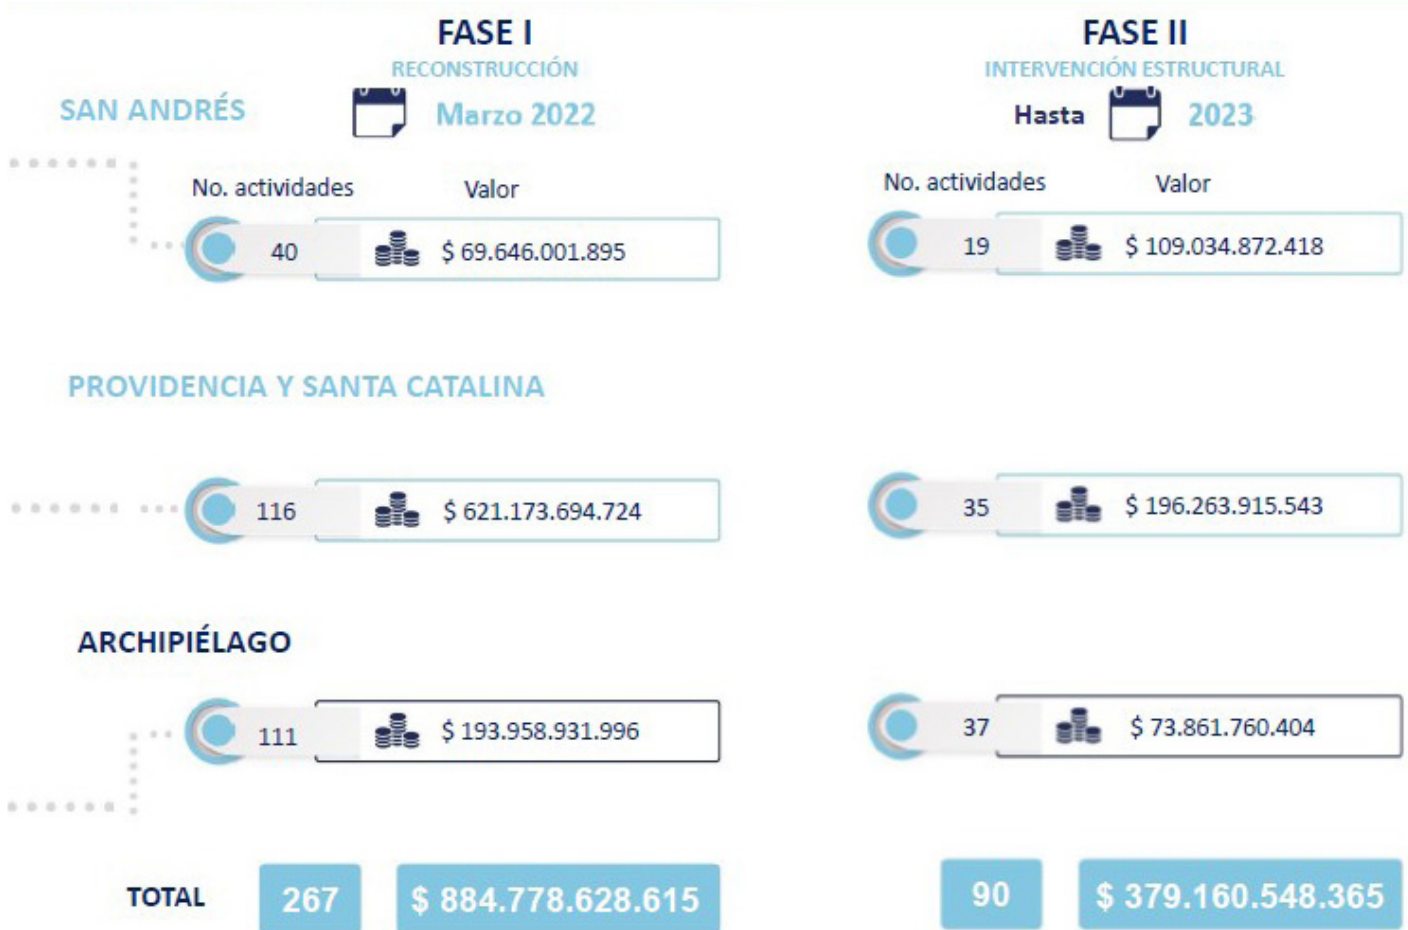 FASE I
RECONSTRUCCIÓN
Marzo 2022
FASE II
INTERVENCIÓN ESTRUCTURAL
Hasta 2023
SAN ANDRÉS
No. actividades Valor
40 $ 69.646.001.895
No. actividades Valor
19 $ 109.034.872.418
PROVIDENCIA Y SANTA CATALINA
116 $ 621.173.694.724
35 $ 196.263.915.543
ARCHIPIÉLAGO
111 $ 193.958.931.996
37 $ 73.861.760.404
TOTAL 267 $ 884.778.628.615
90 $ 379.160.548.365